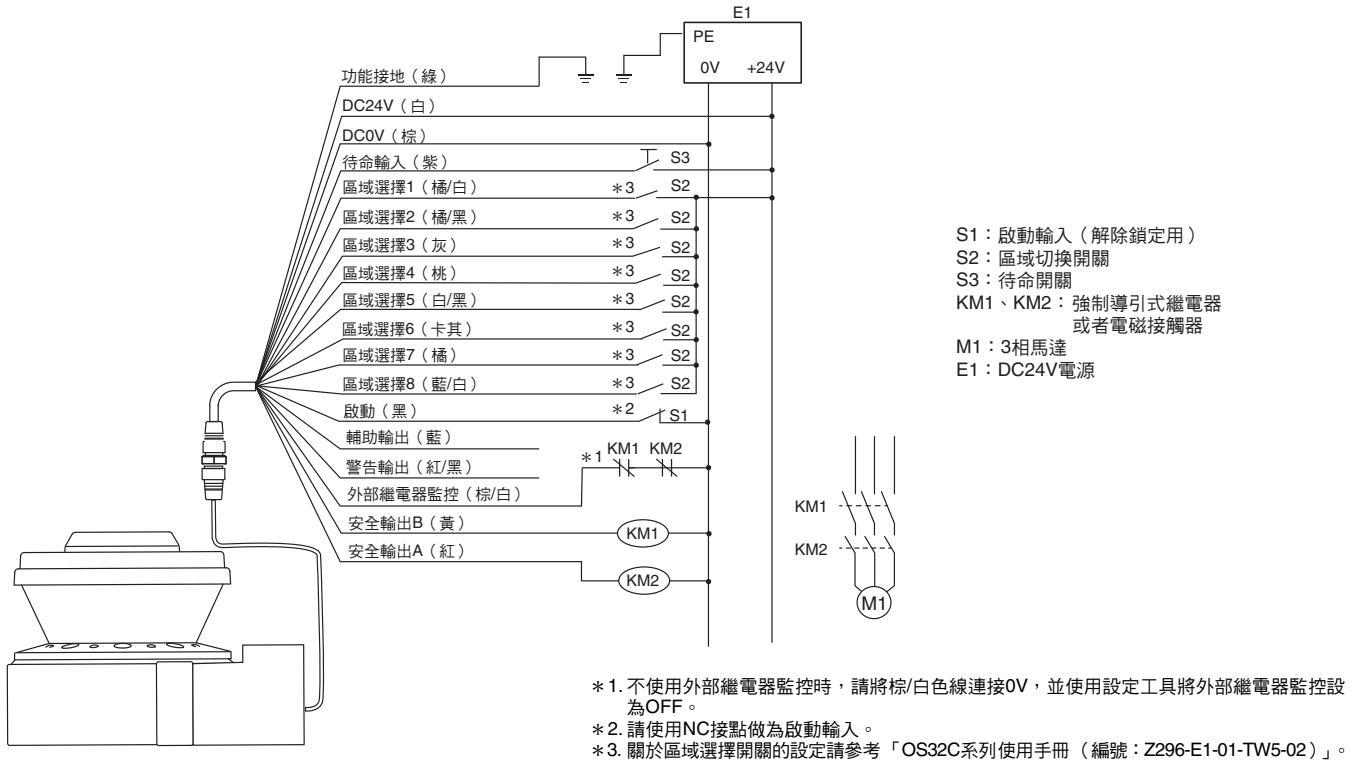 E1
PE
0V +24V
功能接地（綠）
DC24V（白）
DC0V（棕）
待命輸入（紫） S3
區域選擇1（橘/白） ＊3 S2
區域選擇2（橘/黑） ＊3 S2
區域選擇3（灰） ＊3 S2
區域選擇4（桃） ＊3 S2
區域選擇5（白/黑） ＊3 S2
區域選擇6（卡其） ＊3 S2
區域選擇7（橘） ＊3 S2
區域選擇8（藍/白） ＊3 S2
啟動（黑） ＊2 S1
輔助輸出（藍）
警告輸出（紅/黑） ＊1 KM1 KM2
外部繼電器監控（棕/白）
安全輸出B（黃） KM1
安全輸出A（紅） KM2
KM1
KM2
M1
S1：啟動輸入（解除鎖定用）
S2：區域切換開關
S3：待命開關
KM1、KM2：強制導引式繼電器
或者電磁接觸器
M1：3相馬達
E1：DC24V電源
＊1. 不使用外部繼電器監控時，請將棕/白色線連接0V，並使用設定工具將外部繼電器監控設
為OFF。
＊2. 請使用NC接點做為啟動輸入。
＊3. 關於區域選擇開關的設定請參考「OS32C系列使用手冊（編號：Z296-E1-01-TW5-02）」。